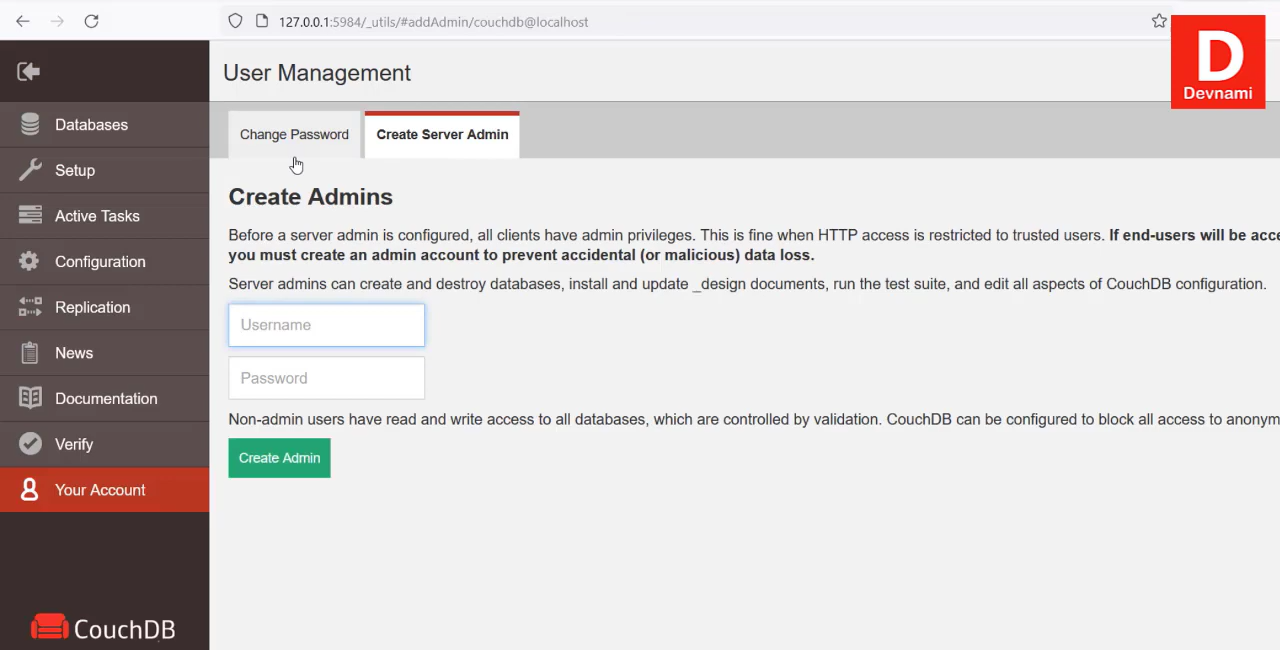 127.0.0.1:5984/_utils/#addAdmin/couchdb@localhost
D
Devnami
User Management
Databases
Setup
Active Tasks
Configuration
Replication
News
Documentation
Verify
Your Account
CouchDB
Change Password
Create Server Admin
Create Admins
Before a server admin is configured, all clients have admin privileges. This is fine when HTTP access is restricted to trusted users. If end-users will be
you must create an admin account to prevent accidental (or malicious) data loss.
Server admins can create and destroy databases, install and update _design documents, run the test suite, and edit all aspects of CouchDB configuration.
Username
Password
Non-admin users have read and write access to all databases, which are controlled by validation. CouchDB can be configured to block all access to
Create Admin